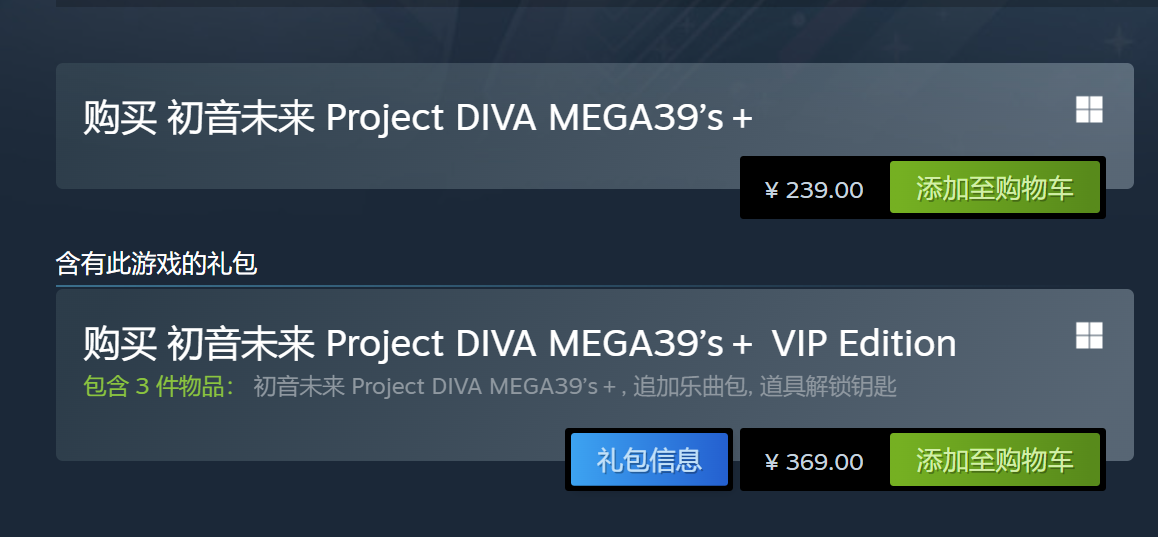 购买 初音未来 Project DIVA MEGA39’s＋
¥ 239.00 添加至购物车
含有此游戏的礼包
购买 初音未来 Project DIVA MEGA39’s＋ VIP Edition
包含 3 件物品： 初音未来 Project DIVA MEGA39’s＋, 追加乐曲包, 道具解锁钥匙
礼包信息 ¥ 369.00 添加至购物车